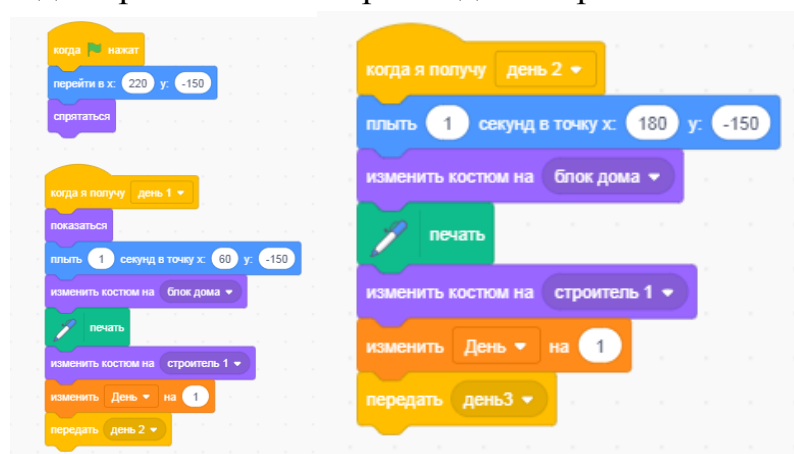 когда нажат
перейти в x: 220 y: -150
спрятаться
когда я получу день 1
показаться
плыть 1 секунд в точку x: 60 y: -150
изменить костюм на блок дома
печать
изменить костюм на строитель 1
изменить День на 1
передать день 2
когда я получу день 2
плыть 1 секунд в точку x: 180 y: -150
изменить костюм на блок дома
печать
изменить костюм на строитель 1
изменить День на 1
передать день3